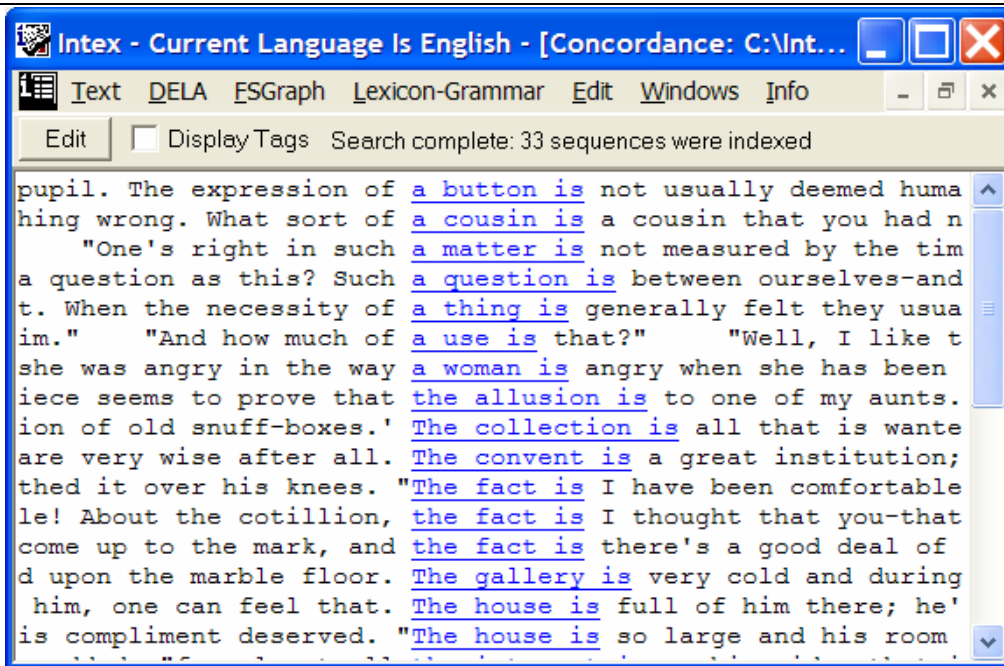 Intex - Current Language Is English - [Concordance: C:\Int...
Text DELA FSGraph Lexicon-Grammar Edit Windows Info
Edit Display Tags Search complete: 33 sequences were indexed
pupil. The expression of a button is not usually deemed huma
hing wrong. What sort of a cousin is a cousin that you had n
"One's right in such a matter is not measured by the tim
a question as this? Such a question is between ourselves-and
t. When the necessity of a thing is generally felt they usua
im." "And how much of a use is that?" "Well, I like t
she was angry in the way a woman is angry when she has been
iece seems to prove that the allusion is to one of my aunts.
ion of old snuff-boxes.' The collection is all that is wante
are very wise after all. The convent is a great institution;
thed it over his knees. "The fact is I have been comfortable
le! About the cotillion, the fact is I thought that you-that
come up to the mark, and the fact is there's a good deal of
d upon the marble floor. The gallery is very cold and during
him, one can feel that. The house is full of him there; he'
is compliment deserved. "The house is so large and his room